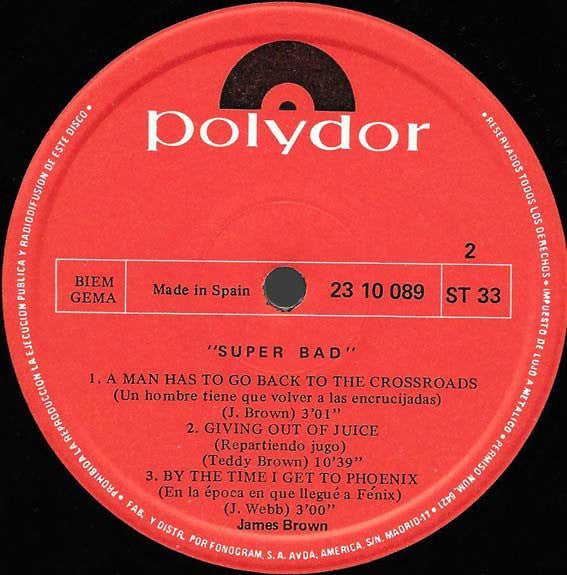 polydor
BIEM
GEMA
Made in Spain
23 10 089
2
ST 33
"SUPER BAD"
1. A MAN HAS TO GO BACK TO THE CROSSROADS
(Un hombre tiene que volver a las encrucijadas)
(J. Brown) 3'01"
2. GIVING OUT OF JUICE
(Repartiendo jugo)
(Teddy Brown) 10'39"
3. BY THE TIME I GET TO PHOENIX
(En la época en que llegué a Fénix)
(J. Webb) 3'00"
James Brown
• RESERVADOS TODOS LOS DERECHOS • IMPUESTO DE LUJO A METALICO • PERMISO NUM. 6421 • PROHIBIDA LA REPRODUCCION LA EJECUCION PUBLICA Y RADIODIFUSION DE ESTE DISCO •
FAB. Y DISTR. POR FONOGRAM, S.A. AVDA. AMERICA, S/N. MADRID-17 •